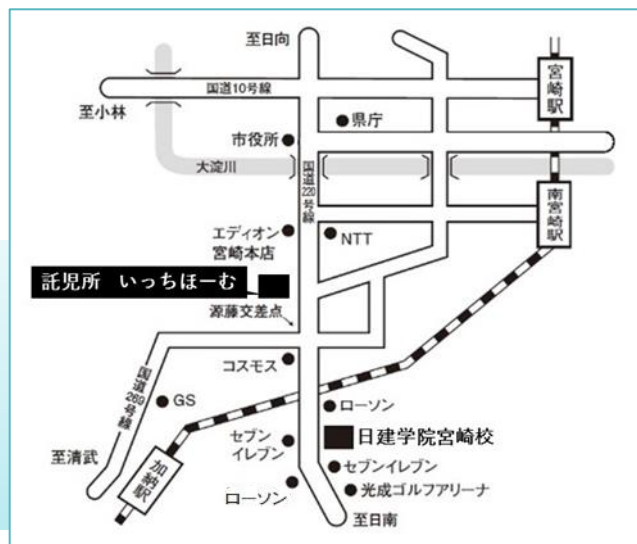 至日向
国道10号線
至小林
宮崎駅
県庁
市役所
大淀川
国道220号線
南宮崎駅
エディオン
宮崎本店
NTT
託児所　いっちほーむ
源藤交差点
コスモス
国道269号線
GS
ローソン
セブン
イレブン
日建学院宮崎校
至清武
加納駅
セブンイレブン
ローソン
光成ゴルフアリーナ
至日南